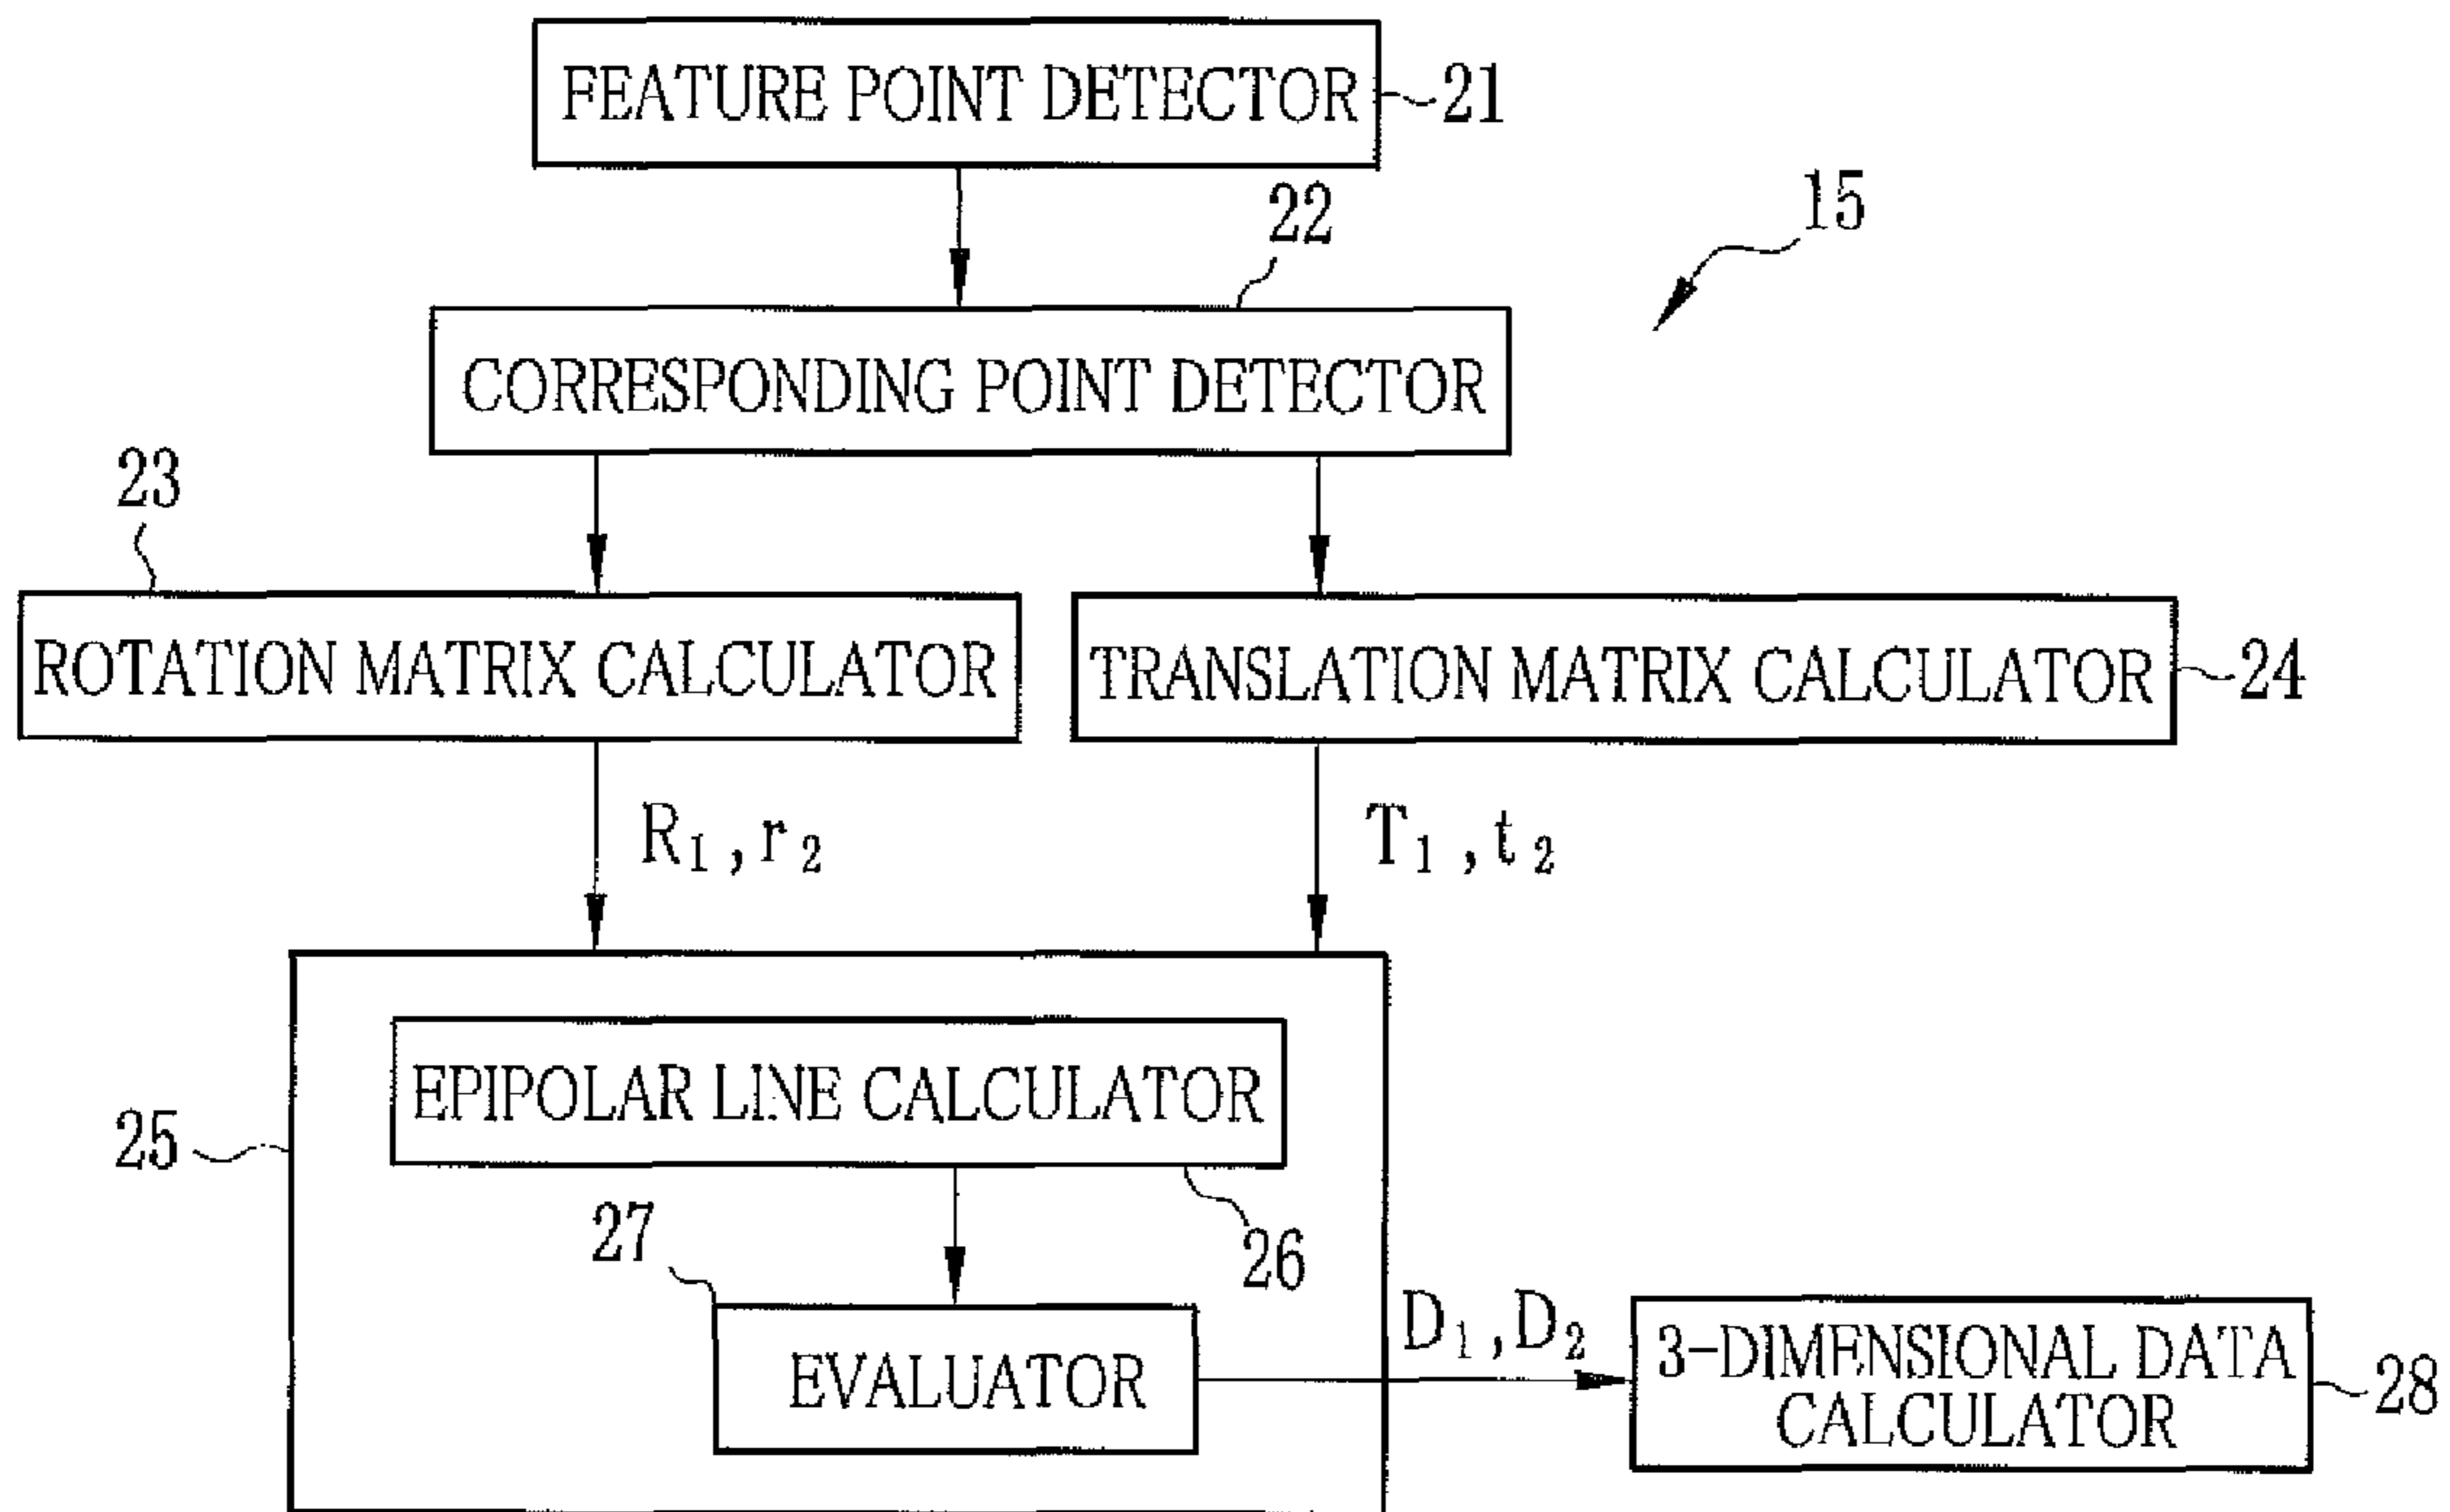 FEATURE POINT DETECTOR
21
22
15
CORRESPONDING POINT DETECTOR
23
ROTATION MATRIX CALCULATOR
TRANSLATION MATRIX CALCULATOR
24
R1,r2
T1,t2
EPIPOLAR LINE CALCULATOR
25
27
26
D1,D2
EVALUATOR
3-DIMENSIONAL DATA
CALCULATOR
28